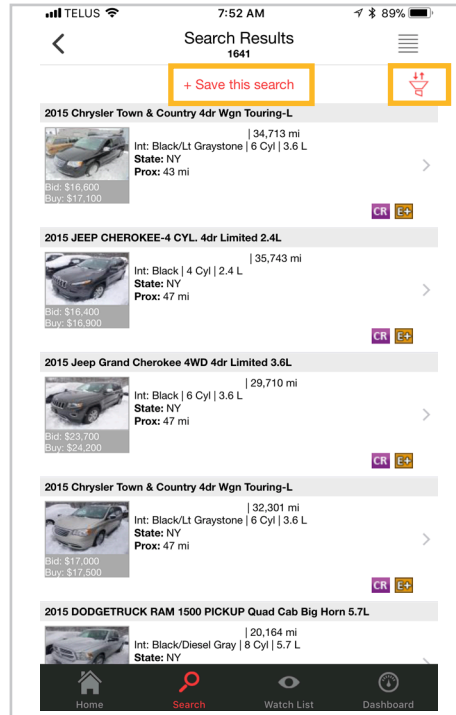 TELUS 7:52 AM 89%
Search Results
1641
+ Save this search
2015 Chrysler Town & Country 4dr Wgn Touring-L
| 34,713 mi
Int: Black/Lt Graystone | 6 Cyl | 3.6 L
State: NY
Prox: 43 mi
Bid: $16,600
Buy: $17,100
CR E+
2015 JEEP CHEROKEE-4 CYL. 4dr Limited 2.4L
| 35,743 mi
Int: Black | 4 Cyl | 2.4 L
State: NY
Prox: 47 mi
Bid: $16,400
Buy: $16,900
CR E+
2015 Jeep Grand Cherokee 4WD 4dr Limited 3.6L
| 29,710 mi
Int: Black | 6 Cyl | 3.6 L
State: NY
Prox: 47 mi
Bid: $23,700
Buy: $24,200
CR E+
2015 Chrysler Town & Country 4dr Wgn Touring-L
| 32,301 mi
Int: Black/Lt Graystone | 6 Cyl | 3.6 L
State: NY
Prox: 47 mi
Bid: $17,000
Buy: $17,500
CR E+
2015 DODGETRUCK RAM 1500 PICKUP Quad Cab Big Horn 5.7L
| 20,164 mi
Int: Black/Diesel Gray | 8 Cyl | 5.7 L
State: NY
Home Search Watch List Dashboard